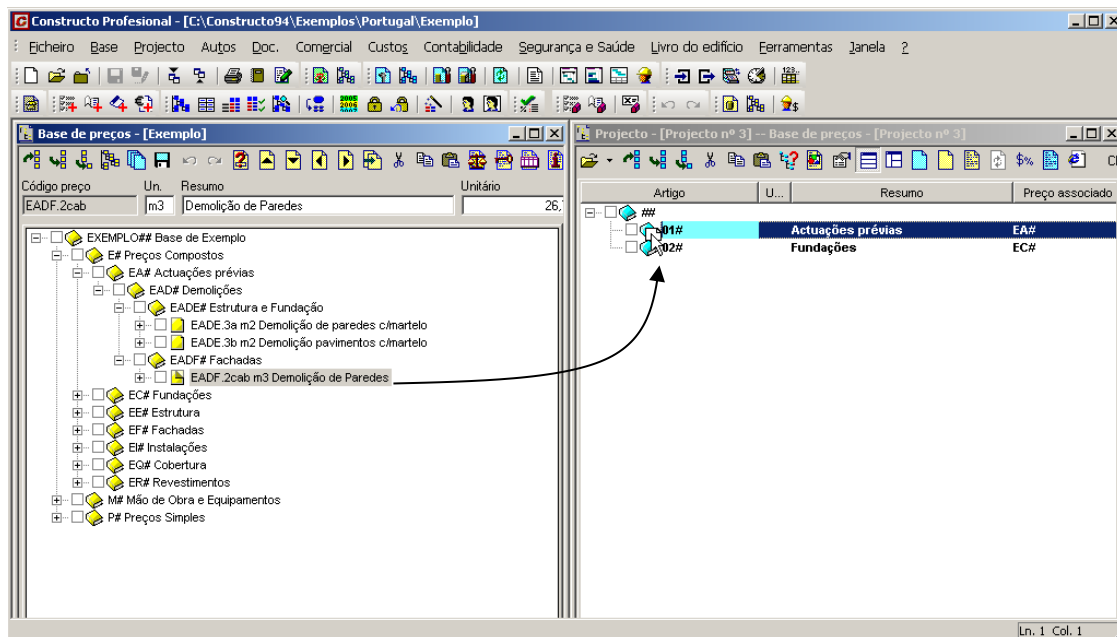 Constructo Profesional - [C:\Constructo94\Exemplos\Portugal\Exemplo]
Ficheiro Base Projecto Autos Doc. Comercial Custos Contabilidade Segurança e Saúde Livro do edifício Ferramentas Janela ?
Base de preços - [Exemplo]
Código preço Un. Resumo Unitário
EADF.2cab m3 Demolição de Paredes 26,
EXEMPLO## Base de Exemplo
E# Preços Compostos
EA# Actuações prévias
EAD# Demolições
EADE# Estrutura e Fundação
EADE.3a m2 Demolição de paredes c/martelo
EADE.3b m2 Demolição pavimentos c/martelo
EADF# Fachadas
EADF.2cab m3 Demolição de Paredes
EC# Fundações
EE# Estrutura
EF# Fachadas
EI# Instalações
EQ# Cobertura
ER# Revestimentos
M# Mão de Obra e Equipamentos
P# Preços Simples
Projecto - [Projecto nº 3] -- Base de preços - [Projecto nº 3]
Artigo U... Resumo Preço associado
##
01# Actuações prévias EA#
02# Fundações EC#
Ln. 1 Col. 1